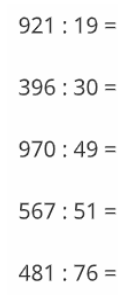 921 : 19 =
396 : 30 =
970 : 49 =
567 : 51 =
481 : 76 =